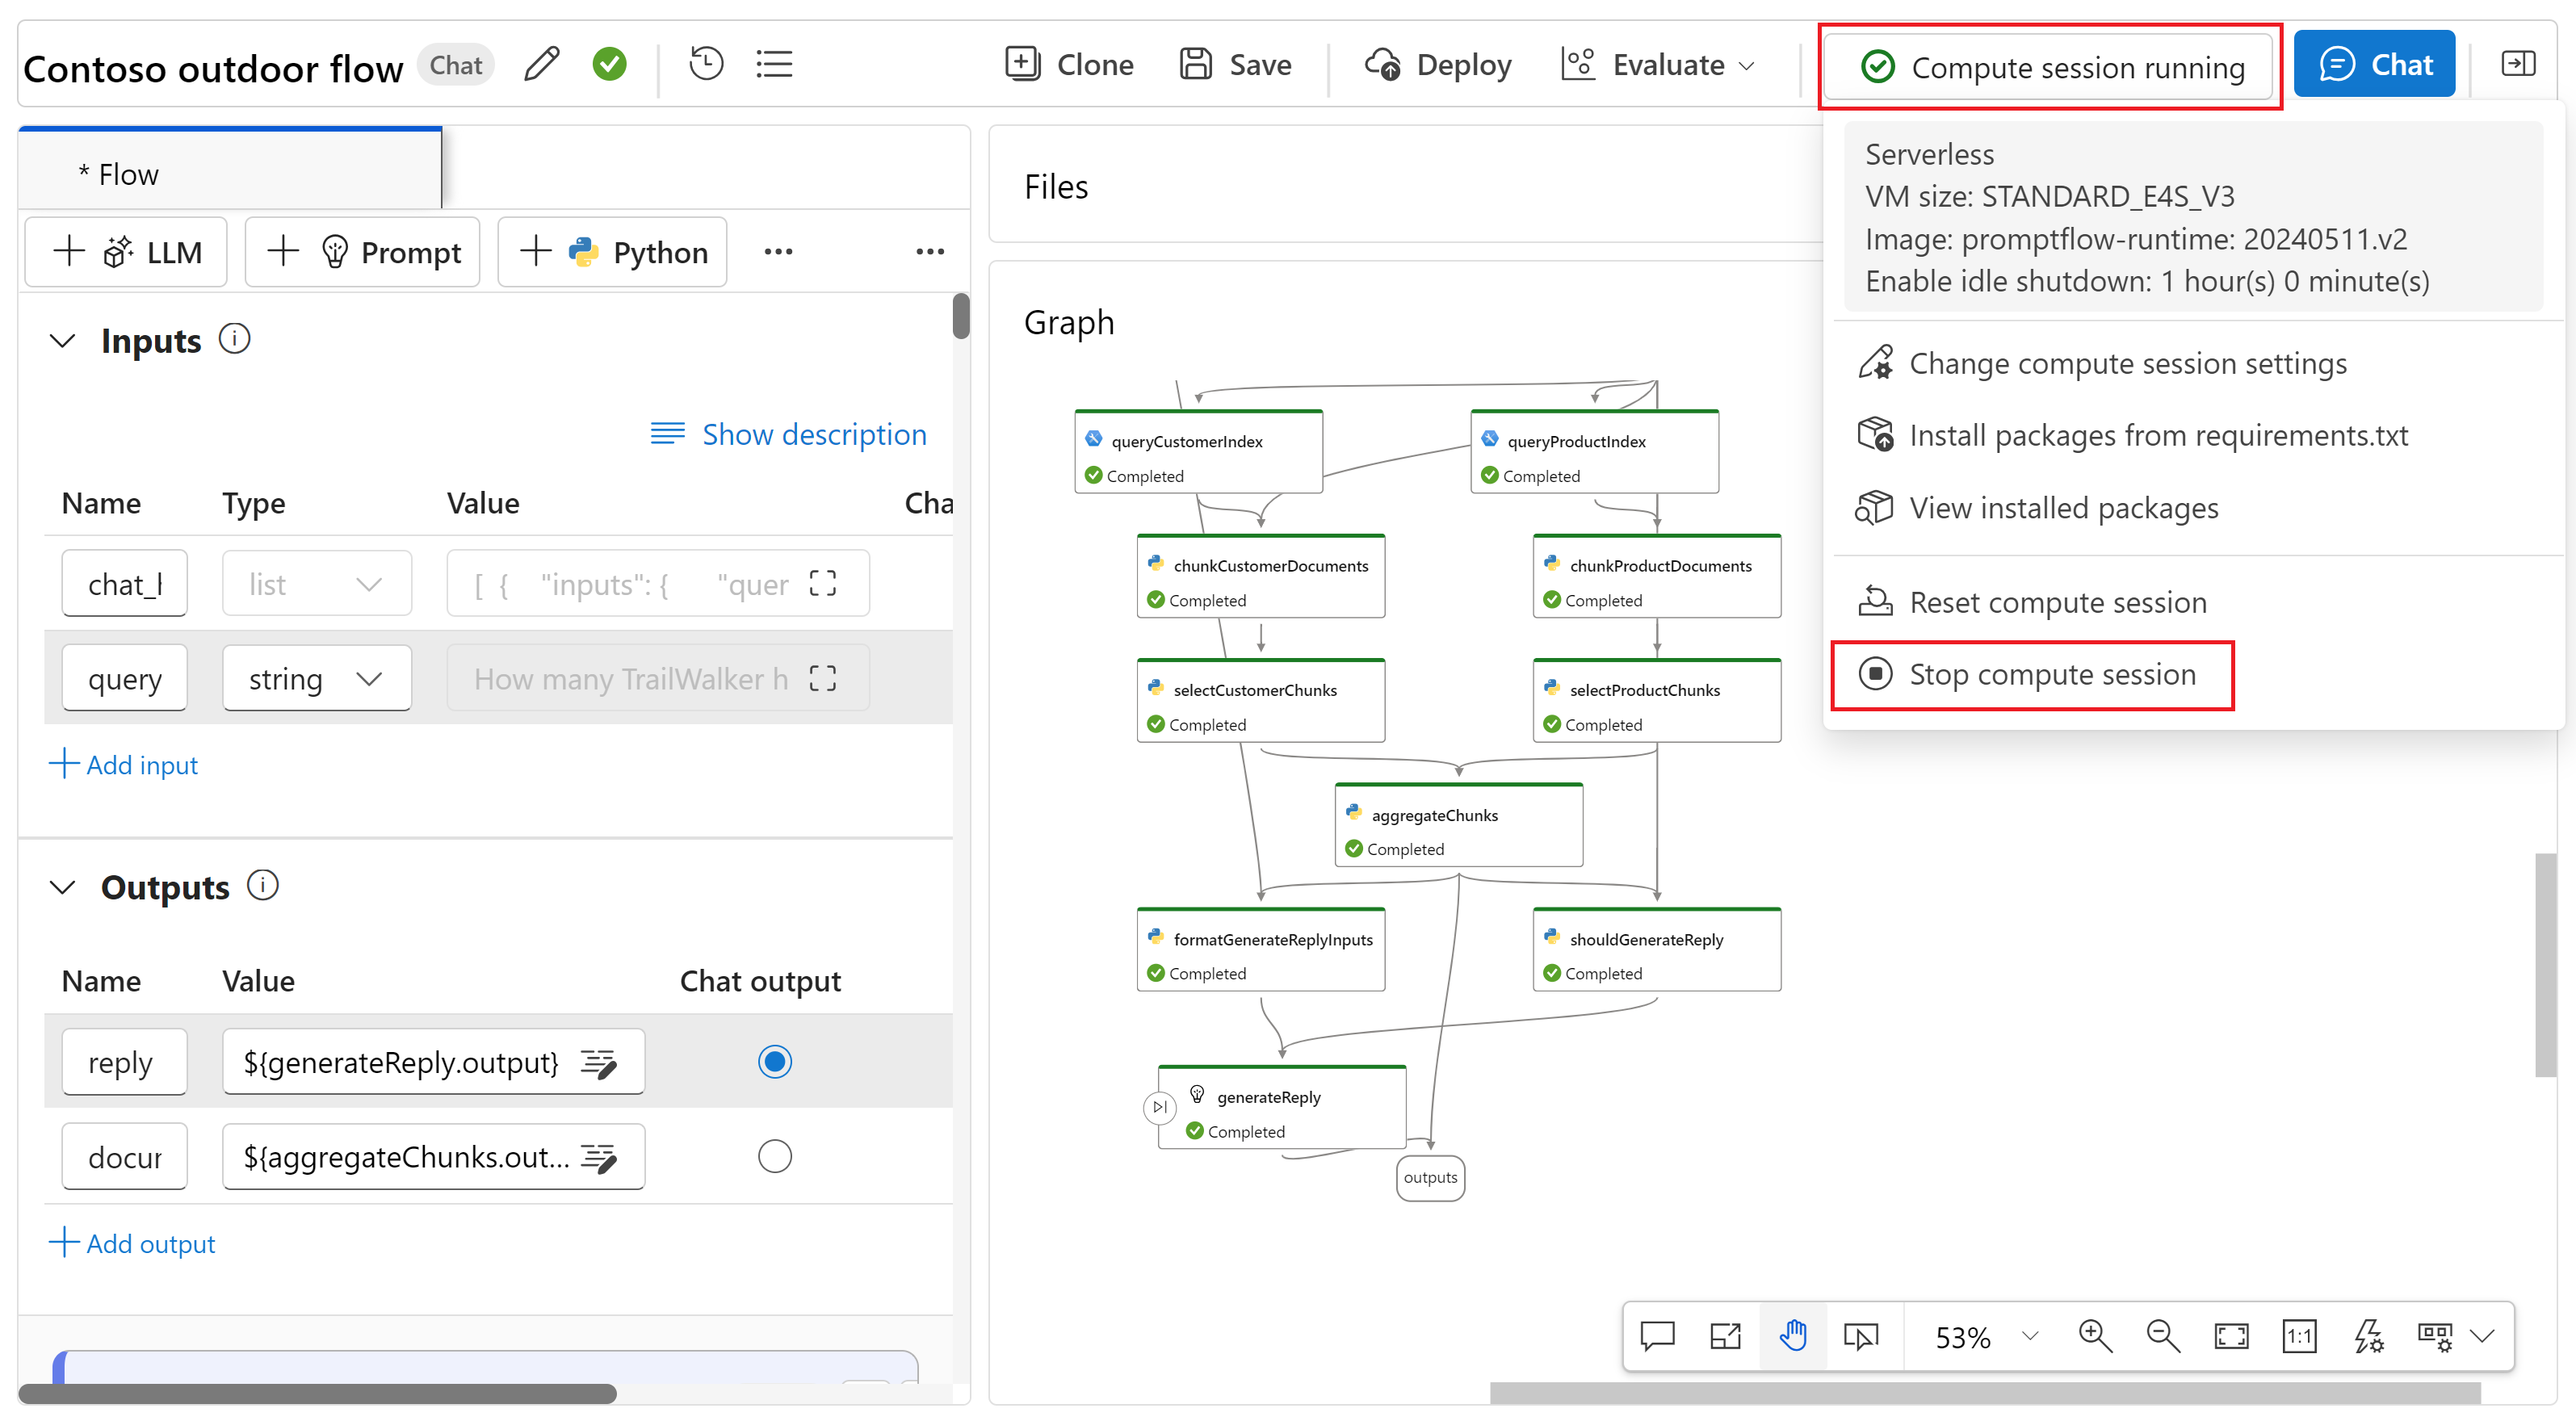 Contoso outdoor flow
Chat
Clone
Save
Deploy
Evaluate
Compute session running
Chat
* Flow
LLM
Prompt
Python
Inputs
Show description
Name Type Value Cha
chat_h
list
[ { "inputs": { "quer
query
string
How many TrailWalker h
Add input
Outputs
Name Value Chat output
reply
${generateReply.output}
docur
${aggregateChunks.out...
Add output
Files
Graph
queryCustomerIndex
Completed
queryProductIndex
Completed
chunkCustomerDocuments
Completed
chunkProductDocuments
Completed
selectCustomerChunks
Completed
selectProductChunks
Completed
aggregateChunks
Completed
formatGenerateReplyInputs
Completed
shouldGenerateReply
Completed
generateReply
Completed
outputs
Serverless
VM size: STANDARD_E4S_V3
Image: promptflow-runtime: 20240511.v2
Enable idle shutdown: 1 hour(s) 0 minute(s)
Change compute session settings
Install packages from requirements.txt
View installed packages
Reset compute session
Stop compute session
53%
1:1